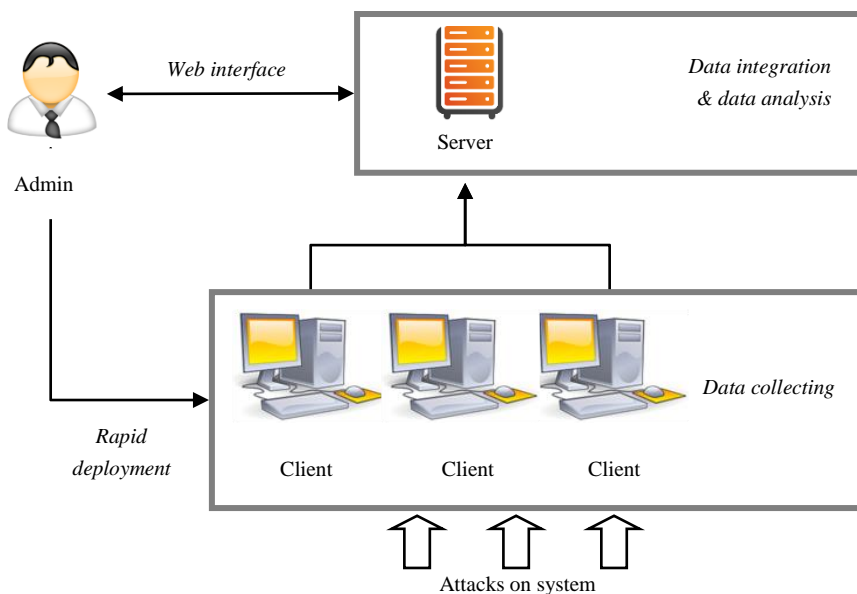 Web interface
Data integration
& data analysis
Server
Admin
Data collecting
Rapid
deployment
Client
Client
Client
Attacks on system